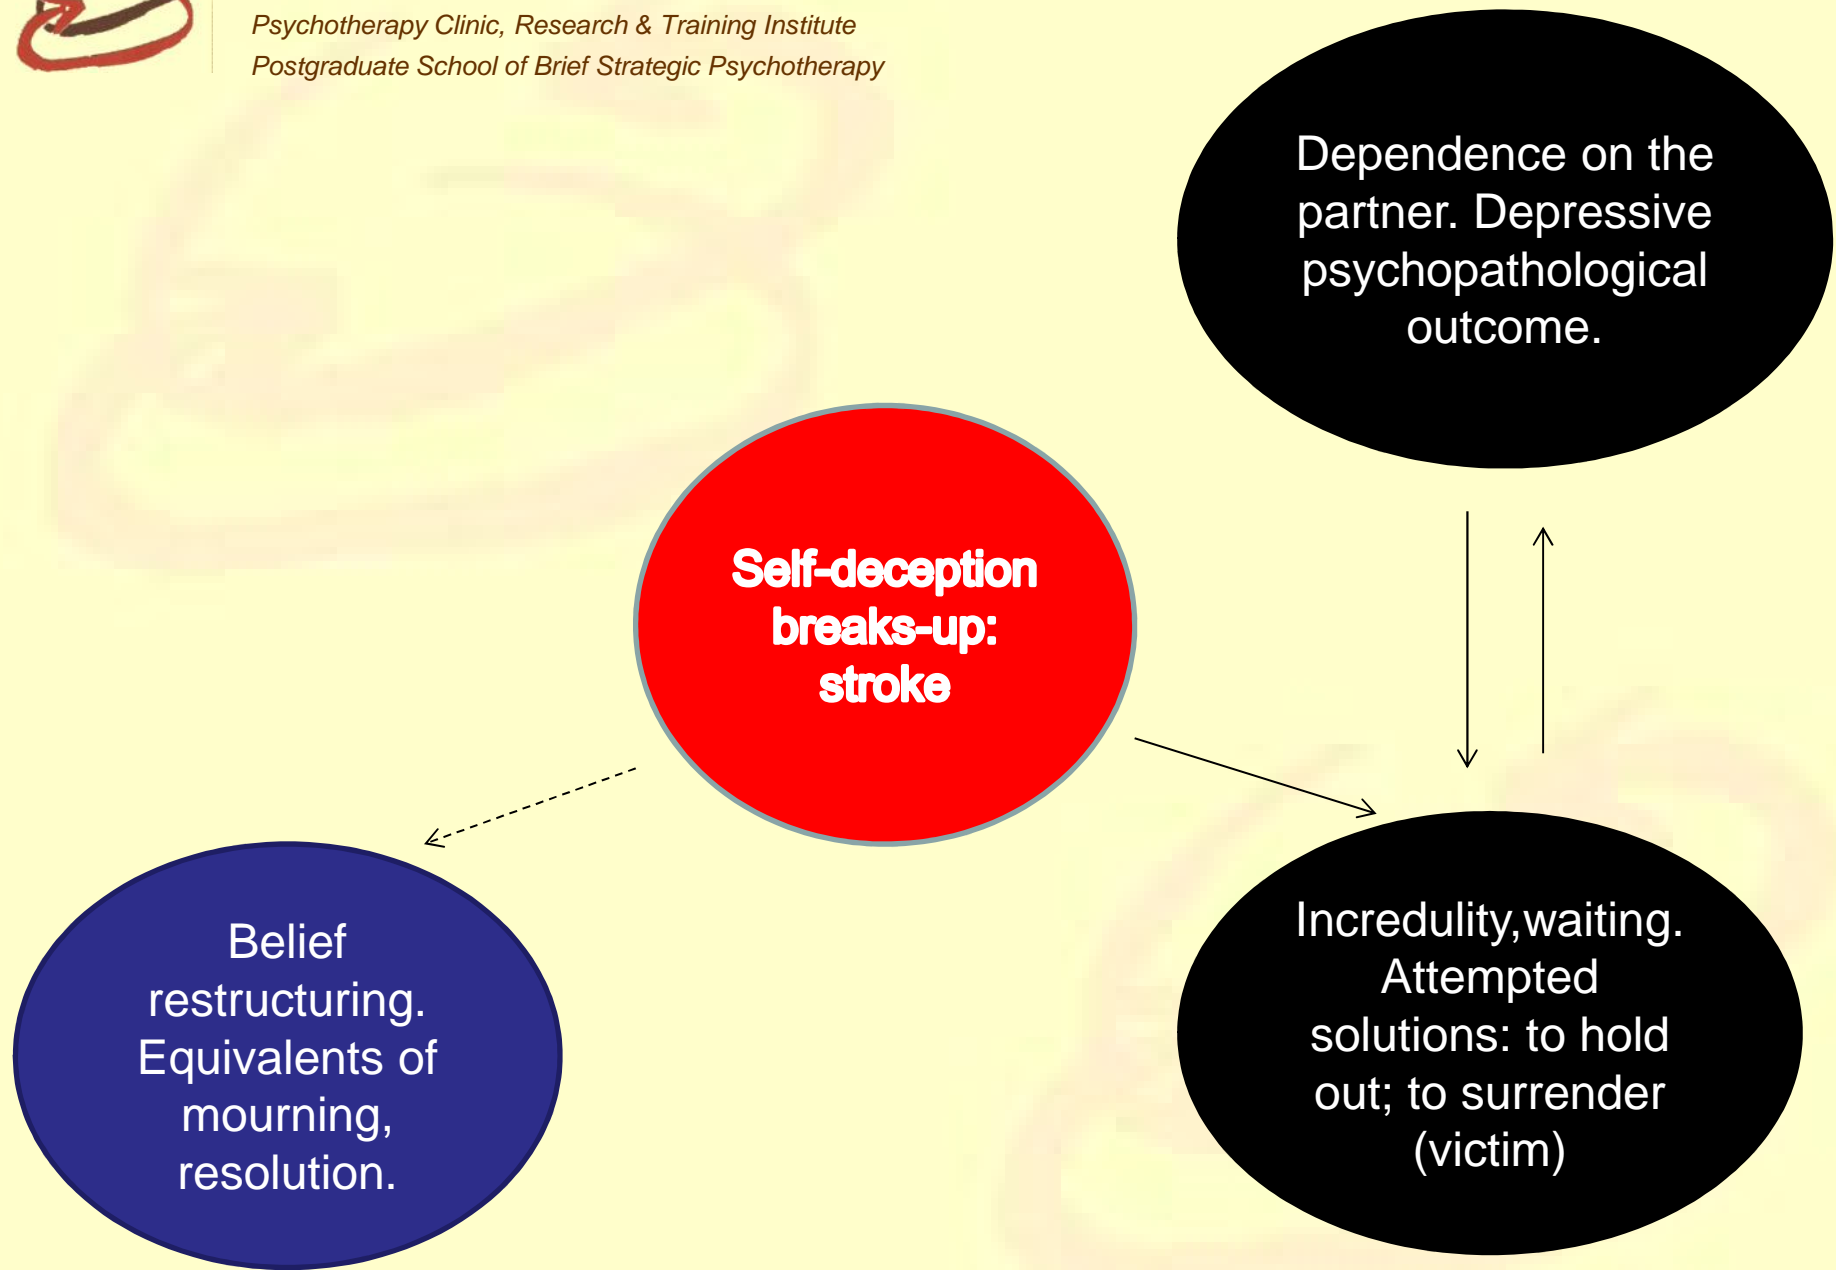 Psychotherapy Clinic, Research & Training Institute
Postgraduate School of Brief Strategic Psychotherapy
Dependence on the
partner. Depressive
psychopathological
outcome.
Self-deception
breaks-up:
stroke
Belief
restructuring.
Equivalents of
mourning,
resolution.
Incredulity,waiting.
Attempted
solutions: to hold
out; to surrender
(victim)